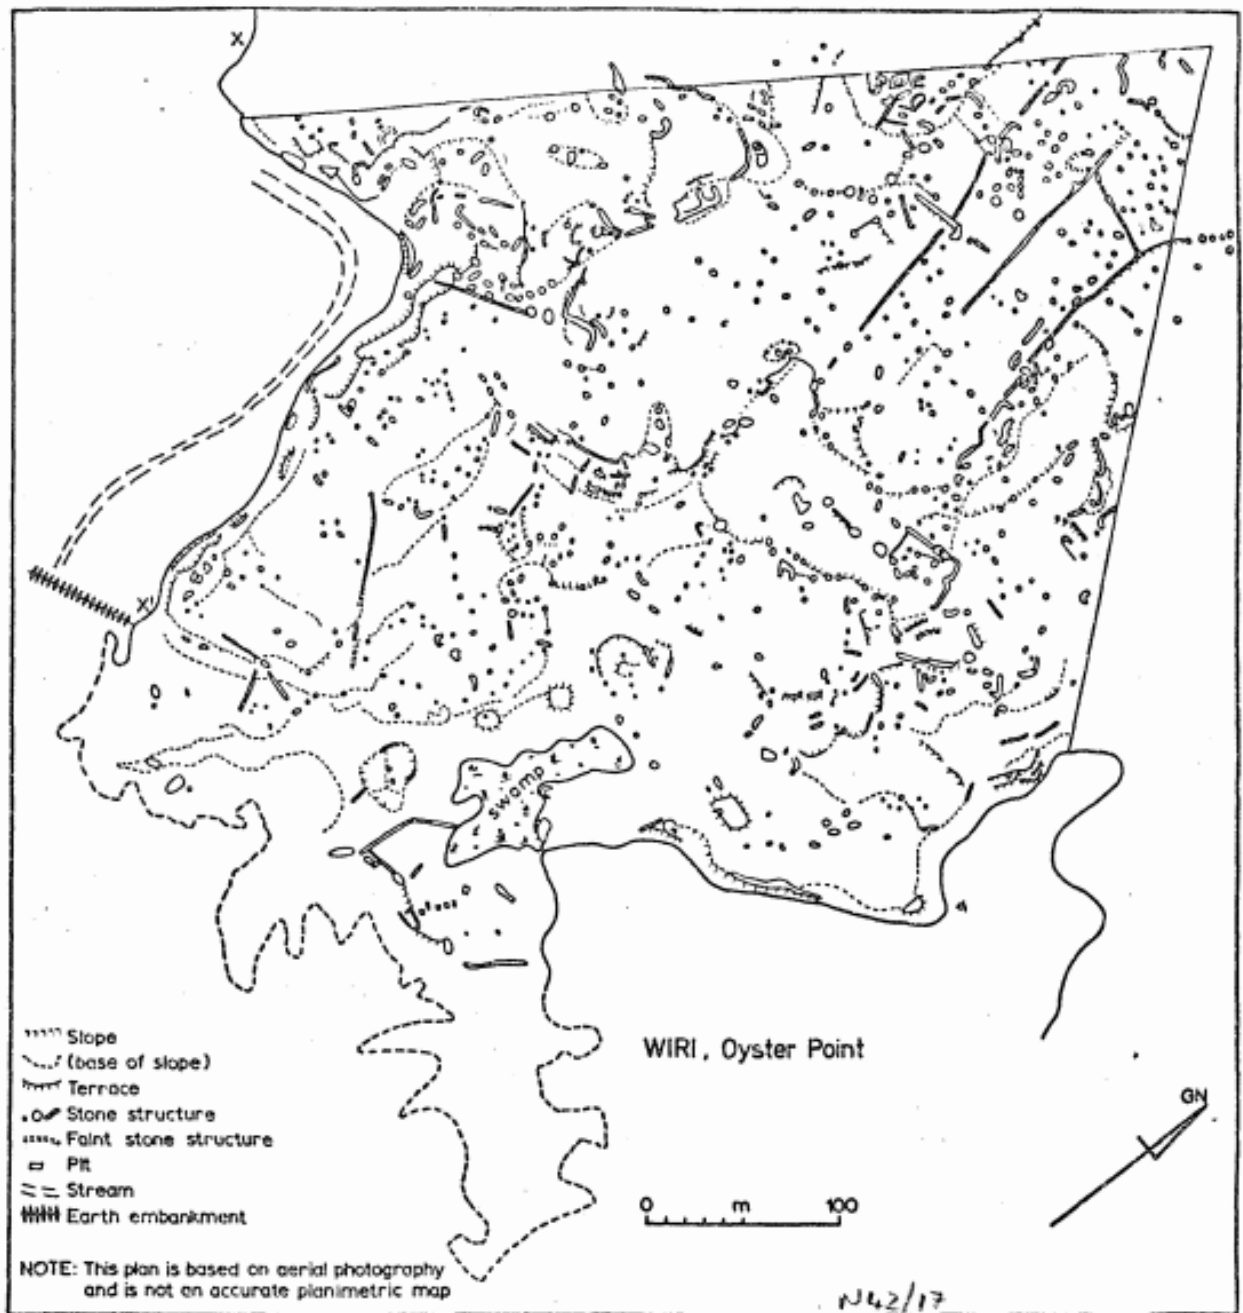 X
X'
swamp
WIRI, Oyster Point
GN
0 m 100
Slope
(base of slope)
Terrace
Stone structure
Faint stone structure
Pit
Stream
Earth embankment
NOTE: This plan is based on aerial photography
and is not an accurate planimetric map
N42/17